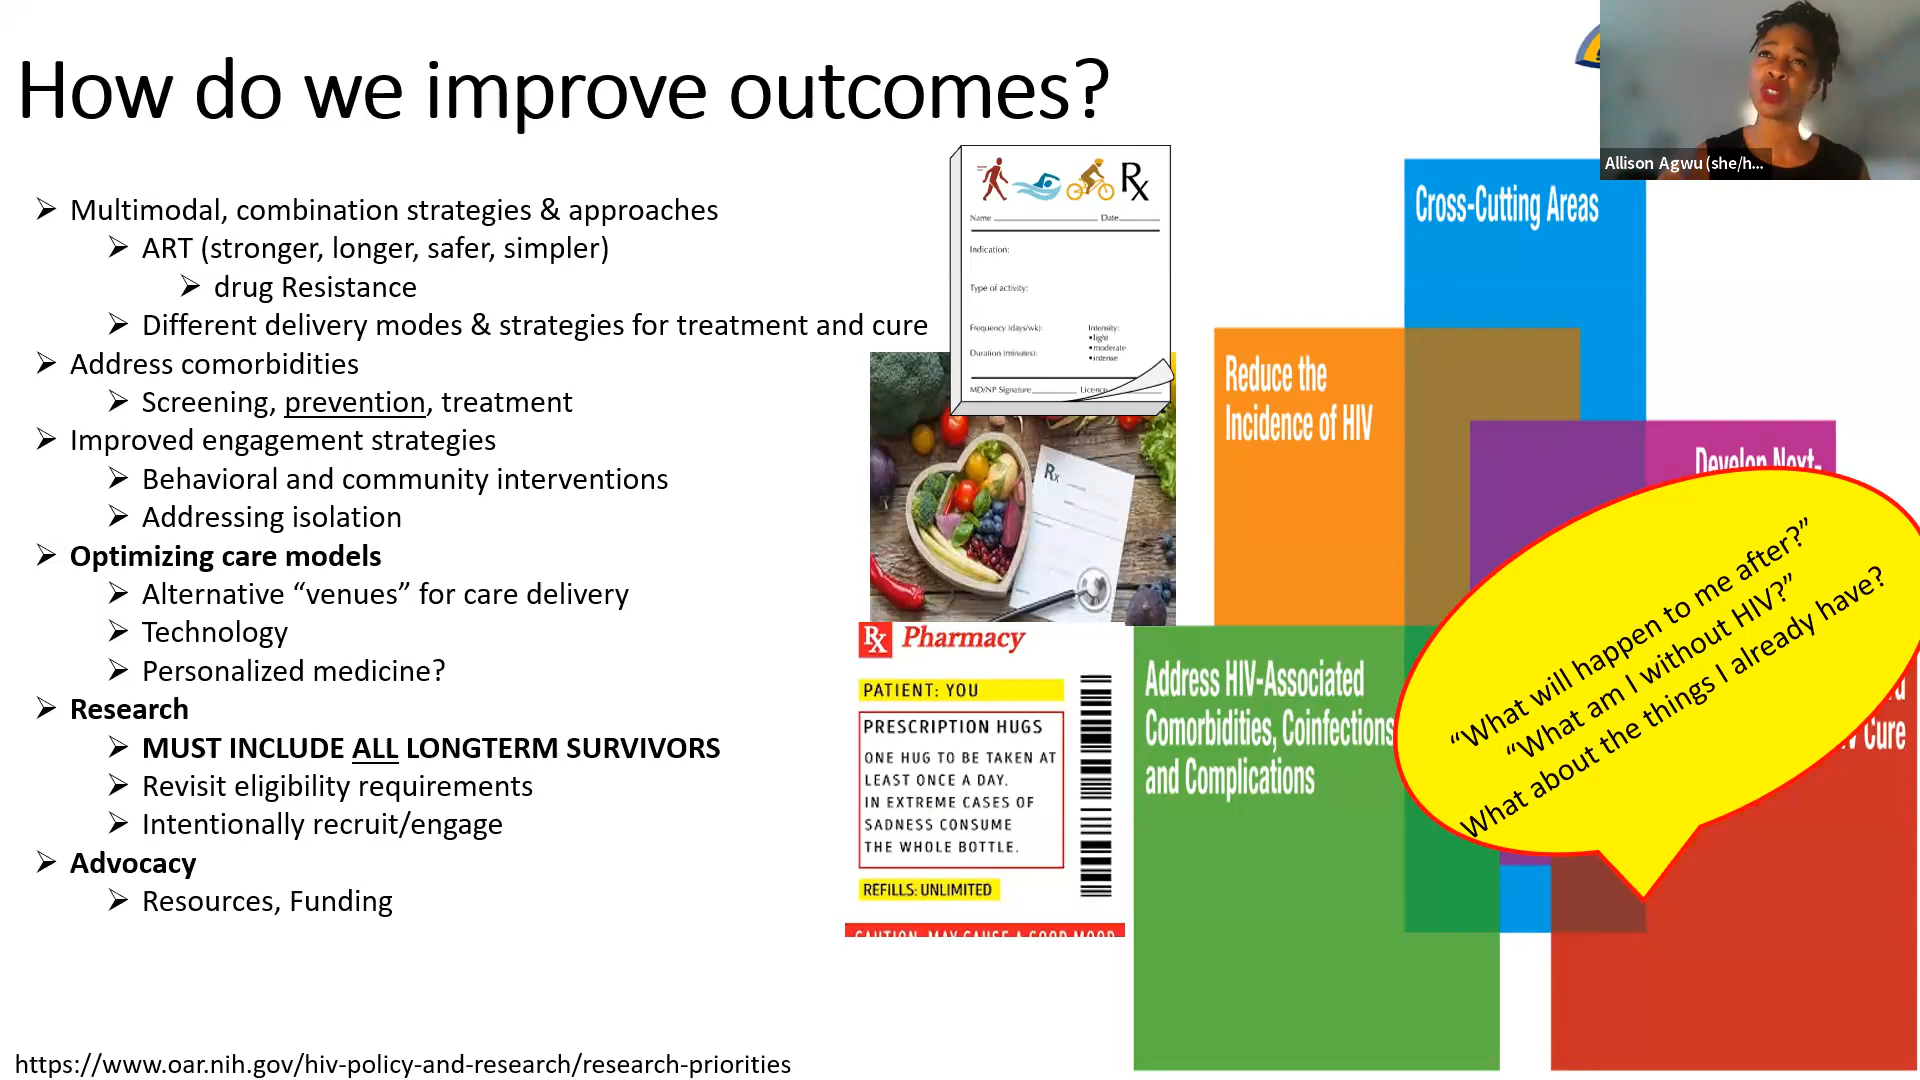 How do we improve outcomes?
Allison Agwu (she/h...
Multimodal, combination strategies & approaches
ART (stronger, longer, safer, simpler)
drug Resistance
Different delivery modes & strategies for treatment and cure
Address comorbidities
Screening, prevention, treatment
Improved engagement strategies
Behavioral and community interventions
Addressing isolation
Optimizing care models
Alternative “venues” for care delivery
Technology
Personalized medicine?
Research
MUST INCLUDE ALL LONGTERM SURVIVORS
Revisit eligibility requirements
Intentionally recruit/engage
Advocacy
Resources, Funding
Rx
Name Date
Indication:
Type of activity:
Frequency (days/wk): Intensity:
•light
•moderate
Duration (minutes): •intense
MD/NP Signature Licence
Rx
Rx Pharmacy
PATIENT: YOU
PRESCRIPTION HUGS
ONE HUG TO BE TAKEN AT
LEAST ONCE A DAY.
IN EXTREME CASES OF
SADNESS CONSUME
THE WHOLE BOTTLE.
REFILLS: UNLIMITED
CAUTION: MAY CAUSE A GOOD MOOD
Cross-Cutting Areas
Reduce the
Incidence of HIV
Develop Next-
Address HIV-Associated
Comorbidities, Coinfections,
and Complications
Cure
“What will happen to me after?”
“What am I without HIV?”
What about the things I already have?
https://www.oar.nih.gov/hiv-policy-and-research/research-priorities